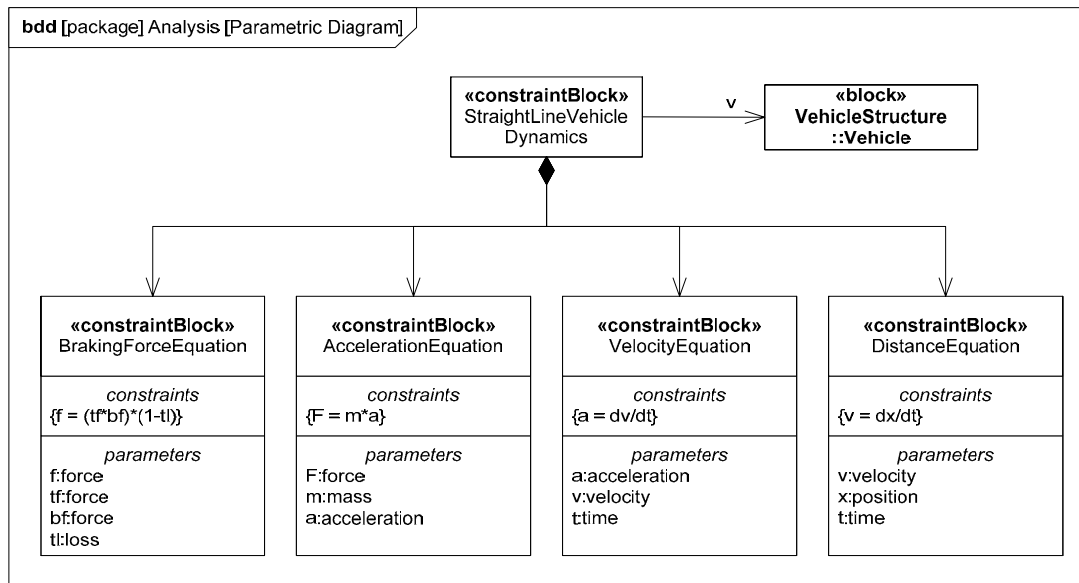 bdd [package] Analysis [Parametric Diagram]
«constraintBlock»
StraightLineVehicle
Dynamics
v
«block»
VehicleStructure
::Vehicle
«constraintBlock»
BrakingForceEquation
constraints
{f = (tf*bf)*(1-tl)}
parameters
f:force
tf:force
bf:force
tl:loss
«constraintBlock»
AccelerationEquation
constraints
{F = m*a}
parameters
F:force
m:mass
a:acceleration
«constraintBlock»
VelocityEquation
constraints
{a = dv/dt}
parameters
a:acceleration
v:velocity
t:time
«constraintBlock»
DistanceEquation
constraints
{v = dx/dt}
parameters
v:velocity
x:position
t:time